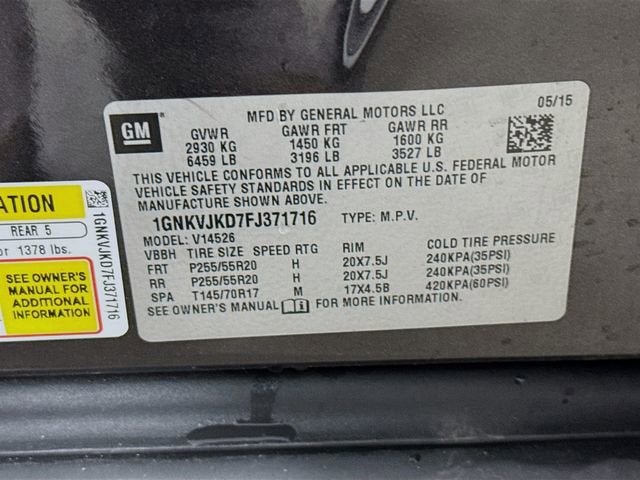 GM
MFD BY GENERAL MOTORS LLC 05/15
GVWR GAWR FRT GAWR RR
2930 KG 1450 KG 1600 KG
6459 LB 3196 LB 3527 LB
THIS VEHICLE CONFORMS TO ALL APPLICABLE U.S. FEDERAL MOTOR
VEHICLE SAFETY STANDARDS IN EFFECT ON THE DATE OF
MANUFACTURE SHOWN ABOVE.
1GNKVJKD7FJ371716 TYPE: M.P.V.
MODEL: V14526
VBBH TIRE SIZE SPEED RTG RIM COLD TIRE PRESSURE
FRT P255/55R20 H 20X7.5J 240KPA(35PSI)
RR P255/55R20 H 20X7.5J 240KPA(35PSI)
SPA T145/70R17 M 17X4.5B 420KPA(60PSI)
SEE OWNER'S MANUAL FOR MORE INFORMATION.
ATION
REAR 5
or 1378 lbs.
SEE OWNER'S
MANUAL FOR
ADDITIONAL
INFORMATION
1GNKVJKD7FJ371716